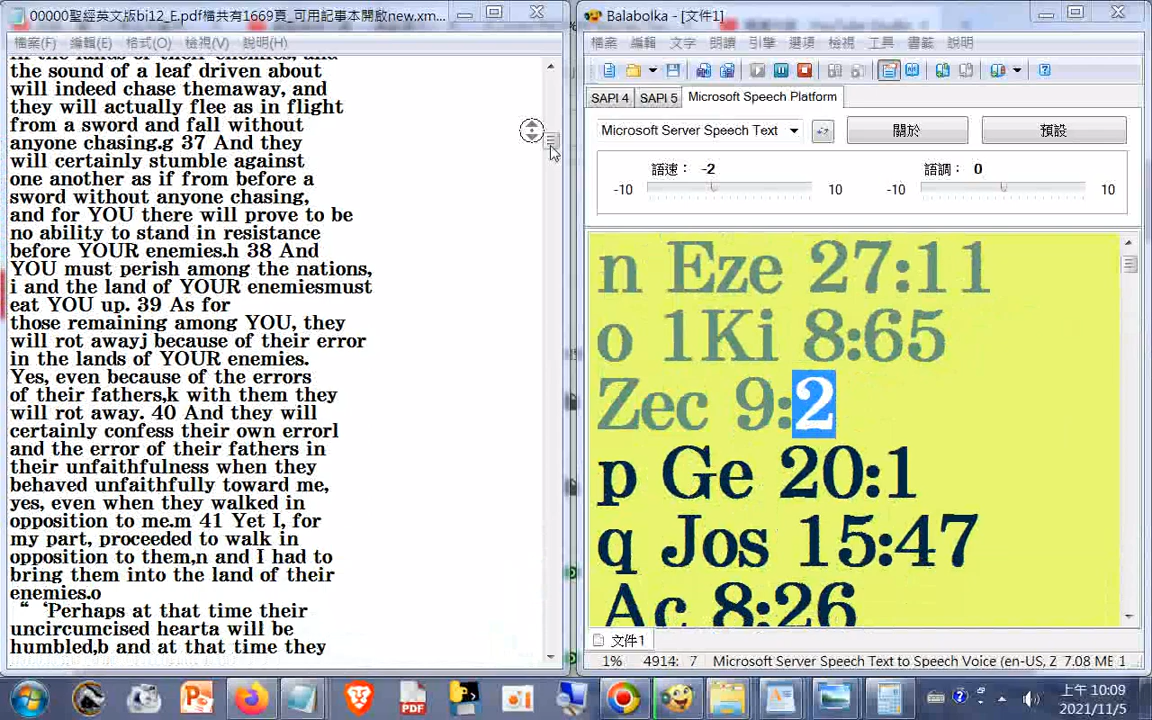 00000聖經英文版bi12_E.pdf檔共有1669頁_可用記事本開啟new.xm...
檔案(F) 編輯(E) 格式(O) 檢視(V) 說明(H)
in the lands of their enemies, and
the sound of a leaf driven about
will indeed chase themaway, and
they will actually flee as in flight
from a sword and fall without
anyone chasing.g 37 And they
will certainly stumble against
one another as if from before a
sword without anyone chasing,
and for YOU there will prove to be
no ability to stand in resistance
before YOUR enemies.h 38 And
YOU must perish among the nations,
i and the land of YOUR enemiesmust
eat YOU up. 39 As for
those remaining among YOU, they
will rot awayj because of their error
in the lands of YOUR enemies.
Yes, even because of the errors
of their fathers,k with them they
will rot away. 40 And they will
certainly confess their own errorl
and the error of their fathers in
their unfaithfulness when they
behaved unfaithfully toward me,
yes, even when they walked in
opposition to me.m 41 Yet I, for
my part, proceeded to walk in
opposition to them,n and I had to
bring them into the land of their
enemies.o
“ ‘Perhaps at that time their
uncircumcised hearta will be
humbled,b and at that time they
Balabolka - [文件1]
檔案 編輯 文字 朗讀 引擎 選項 檢視 工具 書籤 說明
SAPI 4 SAPI 5 Microsoft Speech Platform
Microsoft Server Speech Text 關於 預設
語速: -2 語調: 0
-10 10 -10 10
n Eze 27:11
o 1Ki 8:65
Zec 9:2
p Ge 20:1
q Jos 15:47
Ac 8:26
文件1
1% 4914: 7 Microsoft Server Speech Text to Speech Voice (en-US, Z 7.08 ME 1
PDF
上午 10:09
2021/11/5